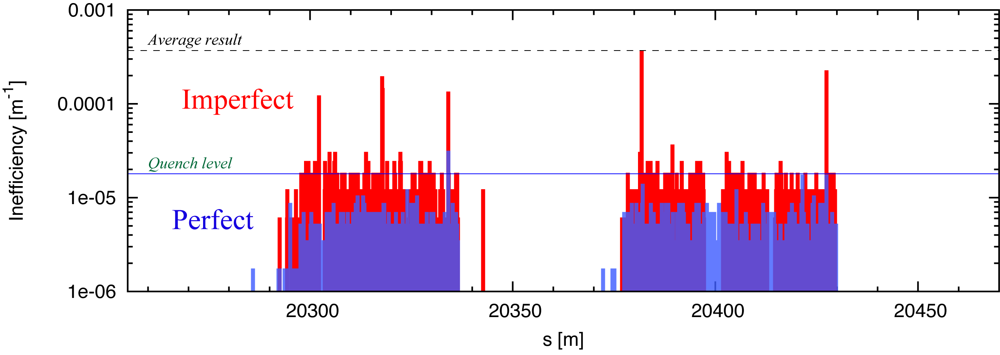 0.001
Average result
Inefficiency [m⁻¹]
Imperfect
0.0001
Quench level
1e-05
Perfect
1e-06
20300 20350 20400 20450
s [m]